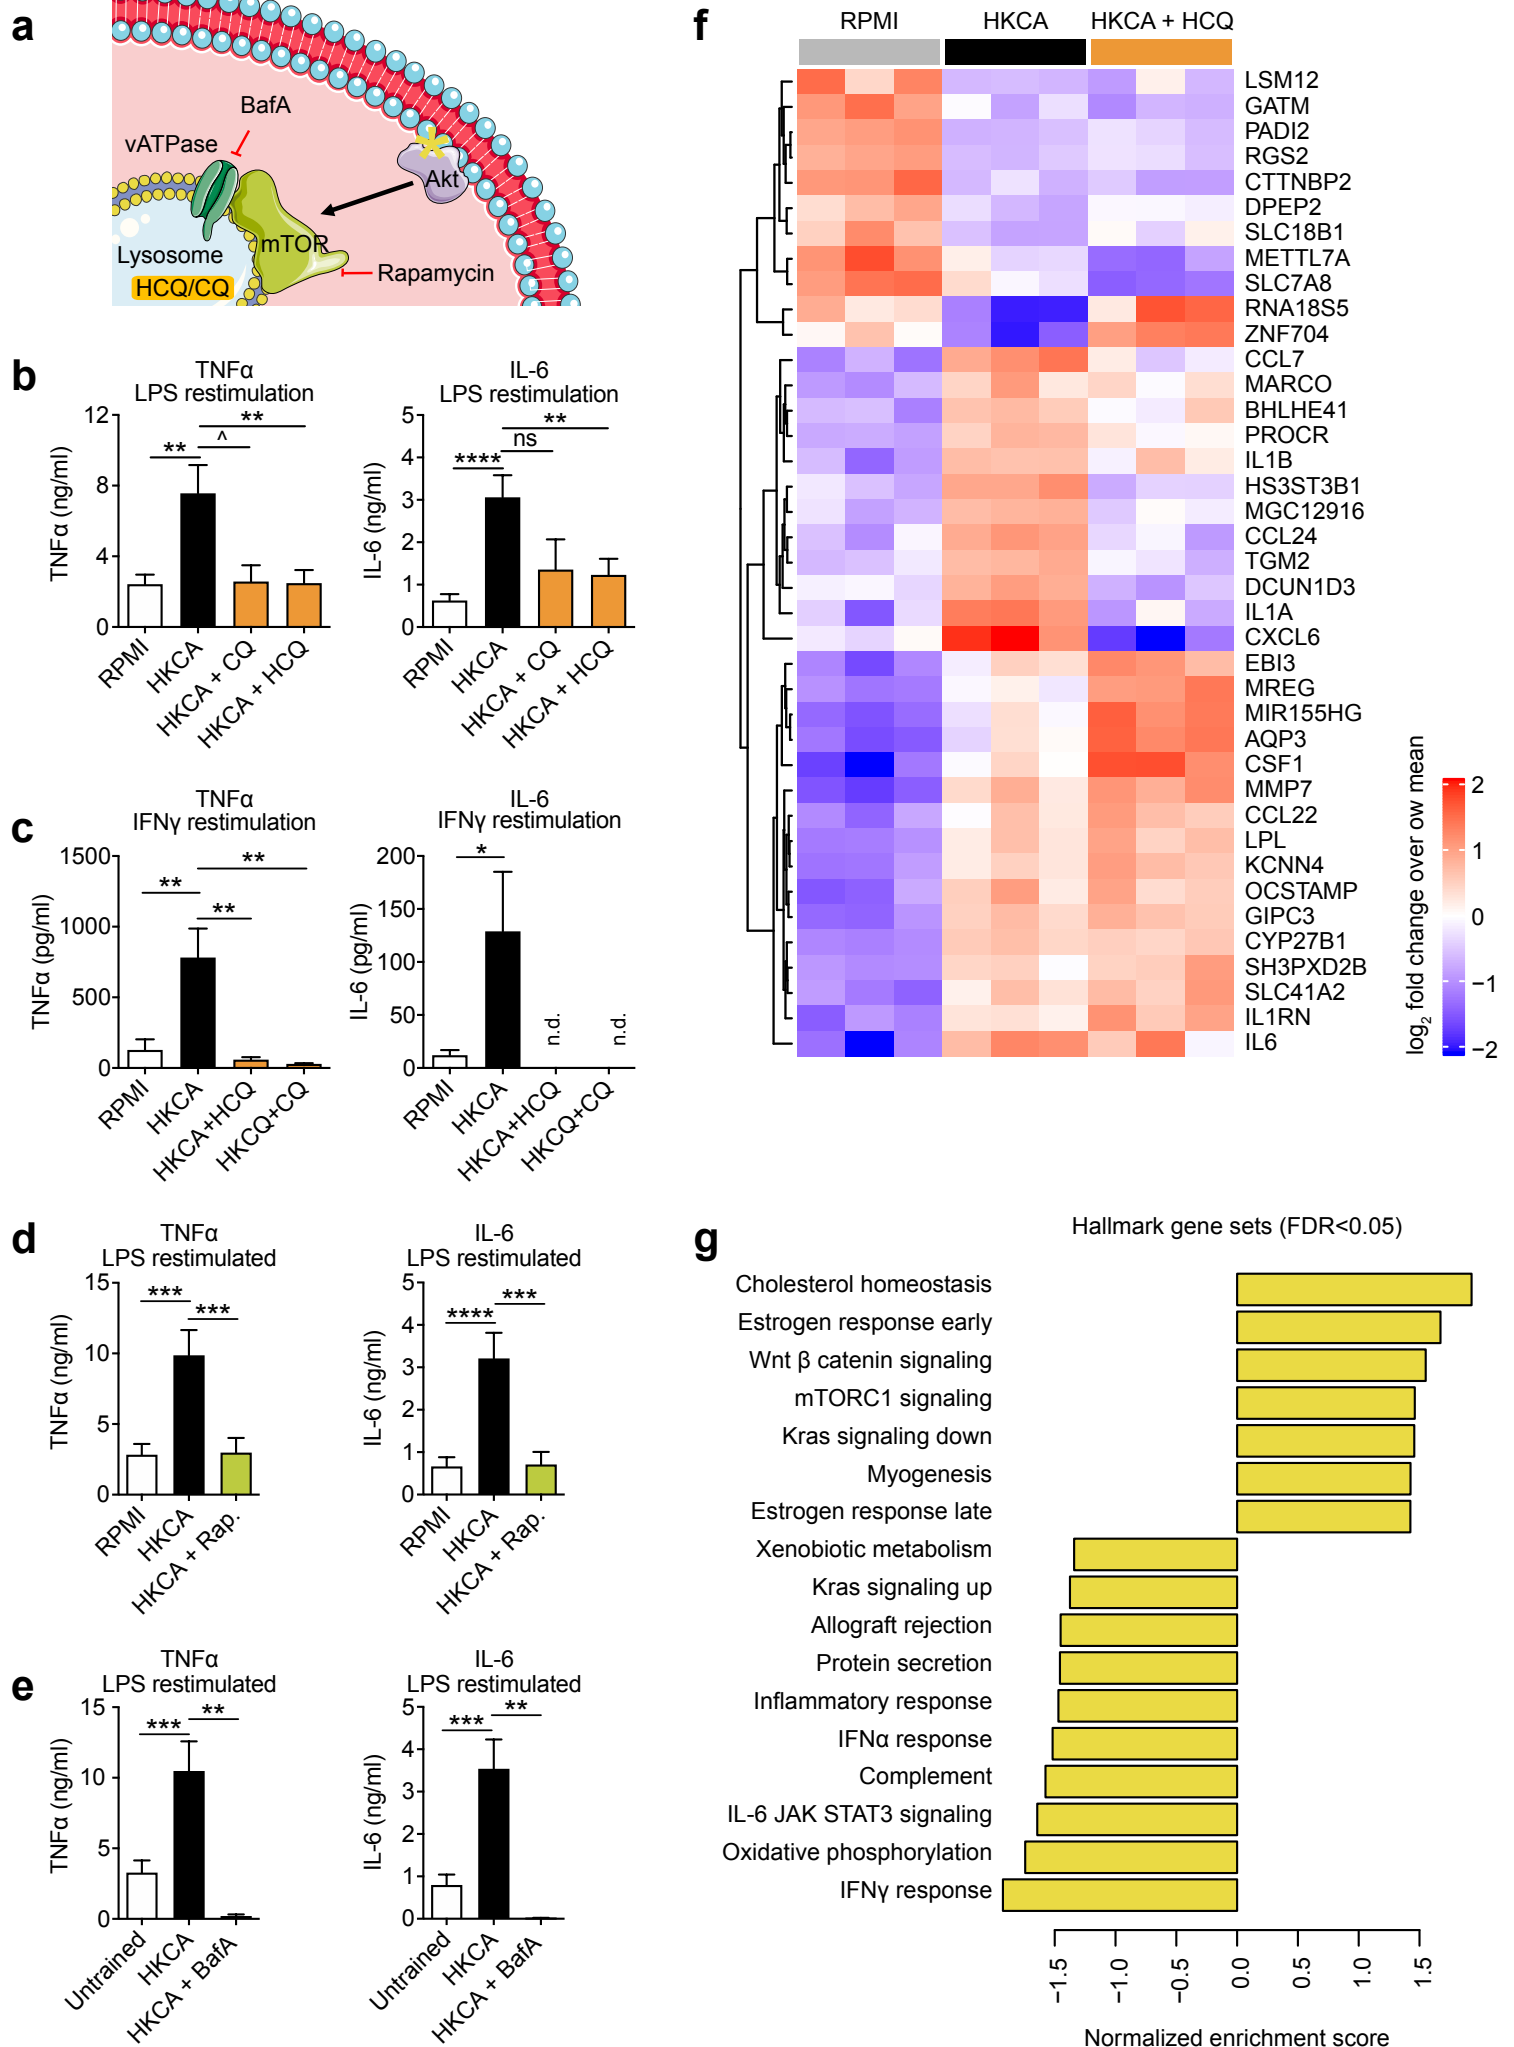 a
BafA
vATPase
Akt
mTOR
Lysosome
Rapamycin
HCQ/CQ
b
TNFα
LPS restimulation
TNFα (ng/ml)
12
8
4
0
**
^
**
RPMI
HKCA
HKCA + CQ
HKCA + HCQ
IL-6
LPS restimulation
IL-6 (ng/ml)
5
4
3
2
1
0
****
ns
**
RPMI
HKCA
HKCA + CQ
HKCA + HCQ
c
TNFα
IFNγ restimulation
TNFα (pg/ml)
1500
1000
500
0
**
**
**
RPMI
HKCA
HKCA+HCQ
HKCQ+CQ
IL-6
IFNγ restimulation
IL-6 (pg/ml)
200
150
100
50
0
*
n.d.
n.d.
RPMI
HKCA
HKCA+HCQ
HKCQ+CQ
d
TNFα
LPS restimulated
TNFα (ng/ml)
15
10
5
0
***
***
RPMI
HKCA
HKCA + Rap.
IL-6
LPS restimulated
IL-6 (ng/ml)
5
4
3
2
1
0
****
***
RPMI
HKCA
HKCA + Rap.
e
TNFα
LPS restimulated
TNFα (ng/ml)
15
10
5
0
***
**
Untrained
HKCA
HKCA + BafA
IL-6
LPS restimulated
IL-6 (ng/ml)
5
4
3
2
1
0
***
**
Untrained
HKCA
HKCA + BafA
f
RPMI
HKCA
HKCA + HCQ
LSM12
GATM
PADI2
RGS2
CTTNBP2
DPEP2
SLC18B1
METTL7A
SLC7A8
RNA18S5
ZNF704
CCL7
MARCO
BHLHE41
PROCR
IL1B
HS3ST3B1
MGC12916
CCL24
TGM2
DCUN1D3
IL1A
CXCL6
EBI3
MREG
MIR155HG
AQP3
CSF1
MMP7
CCL22
LPL
KCNN4
OCSTAMP
GIPC3
CYP27B1
SH3PXD2B
SLC41A2
IL1RN
IL6
log2 fold change over ow mean
2
1
0
−1
−2
g
Hallmark gene sets (FDR<0.05)
Cholesterol homeostasis
Estrogen response early
Wnt β catenin signaling
mTORC1 signaling
Kras signaling down
Myogenesis
Estrogen response late
Xenobiotic metabolism
Kras signaling up
Allograft rejection
Protein secretion
Inflammatory response
IFNα response
Complement
IL-6 JAK STAT3 signaling
Oxidative phosphorylation
IFNγ response
−1.5
−1.0
−0.5
0.0
0.5
1.0
1.5
Normalized enrichment score